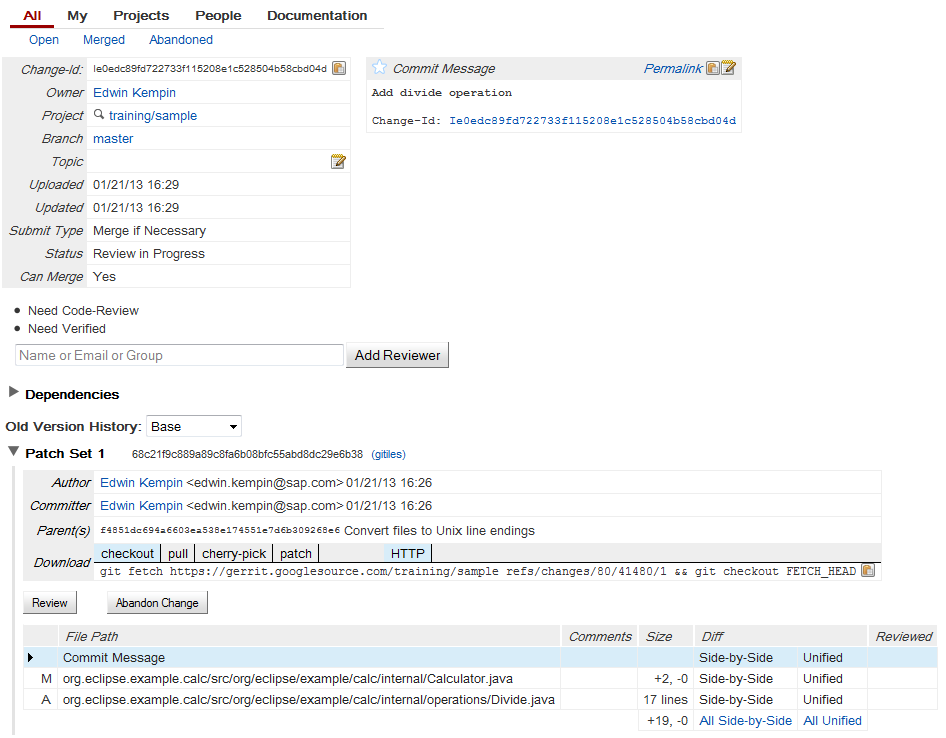 All My Projects People Documentation
Open Merged Abandoned
Change-Id: Ie0edc89fd722733f115208e1c528504b58cbd04d
Owner Edwin Kempin
Project training/sample
Branch master
Topic
Uploaded 01/21/13 16:29
Updated 01/21/13 16:29
Submit Type Merge if Necessary
Status Review in Progress
Can Merge Yes
Commit Message Permalink
Add divide operation
Change-Id: Ie0edc89fd722733f115208e1c528504b58cbd04d
Need Code-Review
Need Verified
Name or Email or Group Add Reviewer
Dependencies
Old Version History: Base
Patch Set 1 68c21f9c889a89c8fa6b08bfc55abd8dc29e6b38 (gitiles)
Author Edwin Kempin <edwin.kempin@sap.com> 01/21/13 16:26
Committer Edwin Kempin <edwin.kempin@sap.com> 01/21/13 16:26
Parent(s) f4851dc694a6603ea538e174551e7d6b309268e6 Convert files to Unix line endings
Download checkout pull cherry-pick patch HTTP
git fetch https://gerrit.googlesource.com/training/sample refs/changes/80/41480/1 && git checkout FETCH_HEAD
Review Abandon Change
File Path Comments Size Diff Reviewed
Commit Message Side-by-Side Unified
M org.eclipse.example.calc/src/org/eclipse/example/calc/internal/Calculator.java +2, -0 Side-by-Side Unified
A org.eclipse.example.calc/src/org/eclipse/example/calc/internal/operations/Divide.java 17 lines Side-by-Side Unified
+19, -0 All Side-by-Side All Unified